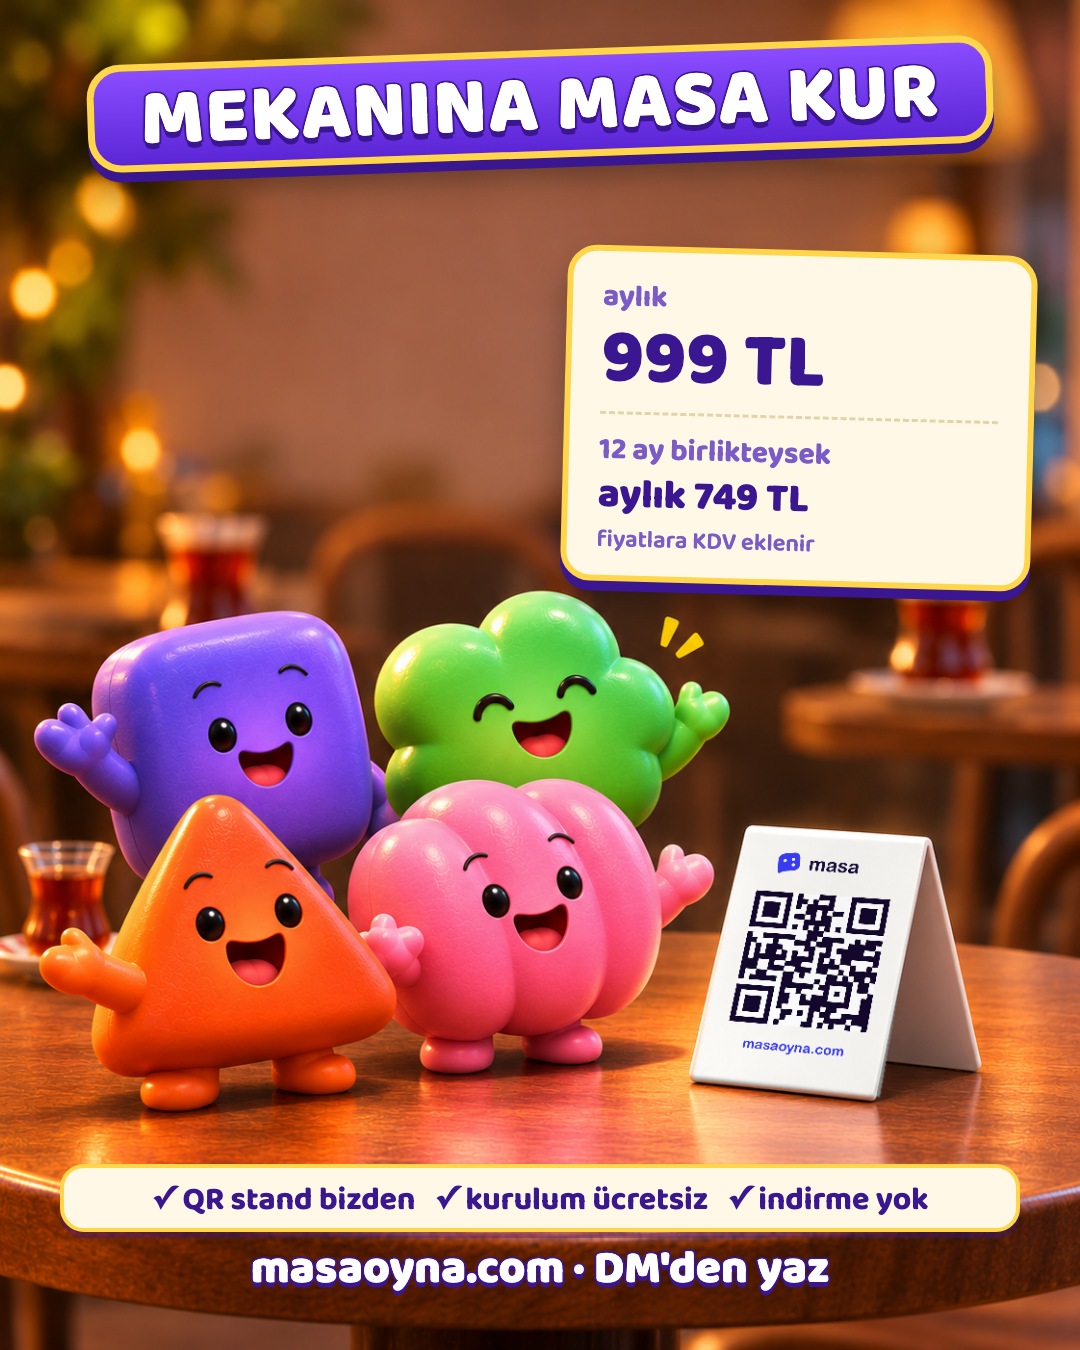 MEKANINA MASA KUR
aylık
999 TL
12 ay birlikteysek
aylık 749 TL
fiyatlara KDV eklenir
masa
masaoyna.com
✓QR stand bizden ✓kurulum ücretsiz ✓indirme yok
masaoyna.com • DM'den yaz